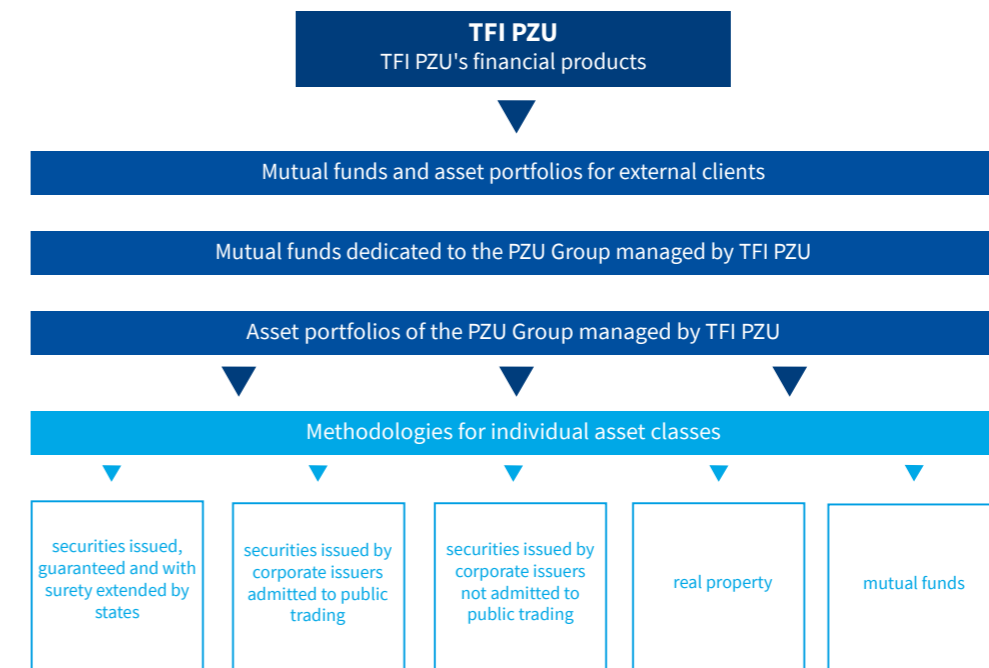 TFI PZU
TFI PZU's financial products
Mutual funds and asset portfolios for external clients
Mutual funds dedicated to the PZU Group managed by TFI PZU
Asset portfolios of the PZU Group managed by TFI PZU
Methodologies for individual asset classes
securities issued,
guaranteed and with
surety extended by
states
securities issued by
corporate issuers
admitted to public
trading
securities issued by
corporate issuers
not admitted to
public trading
real property
mutual funds